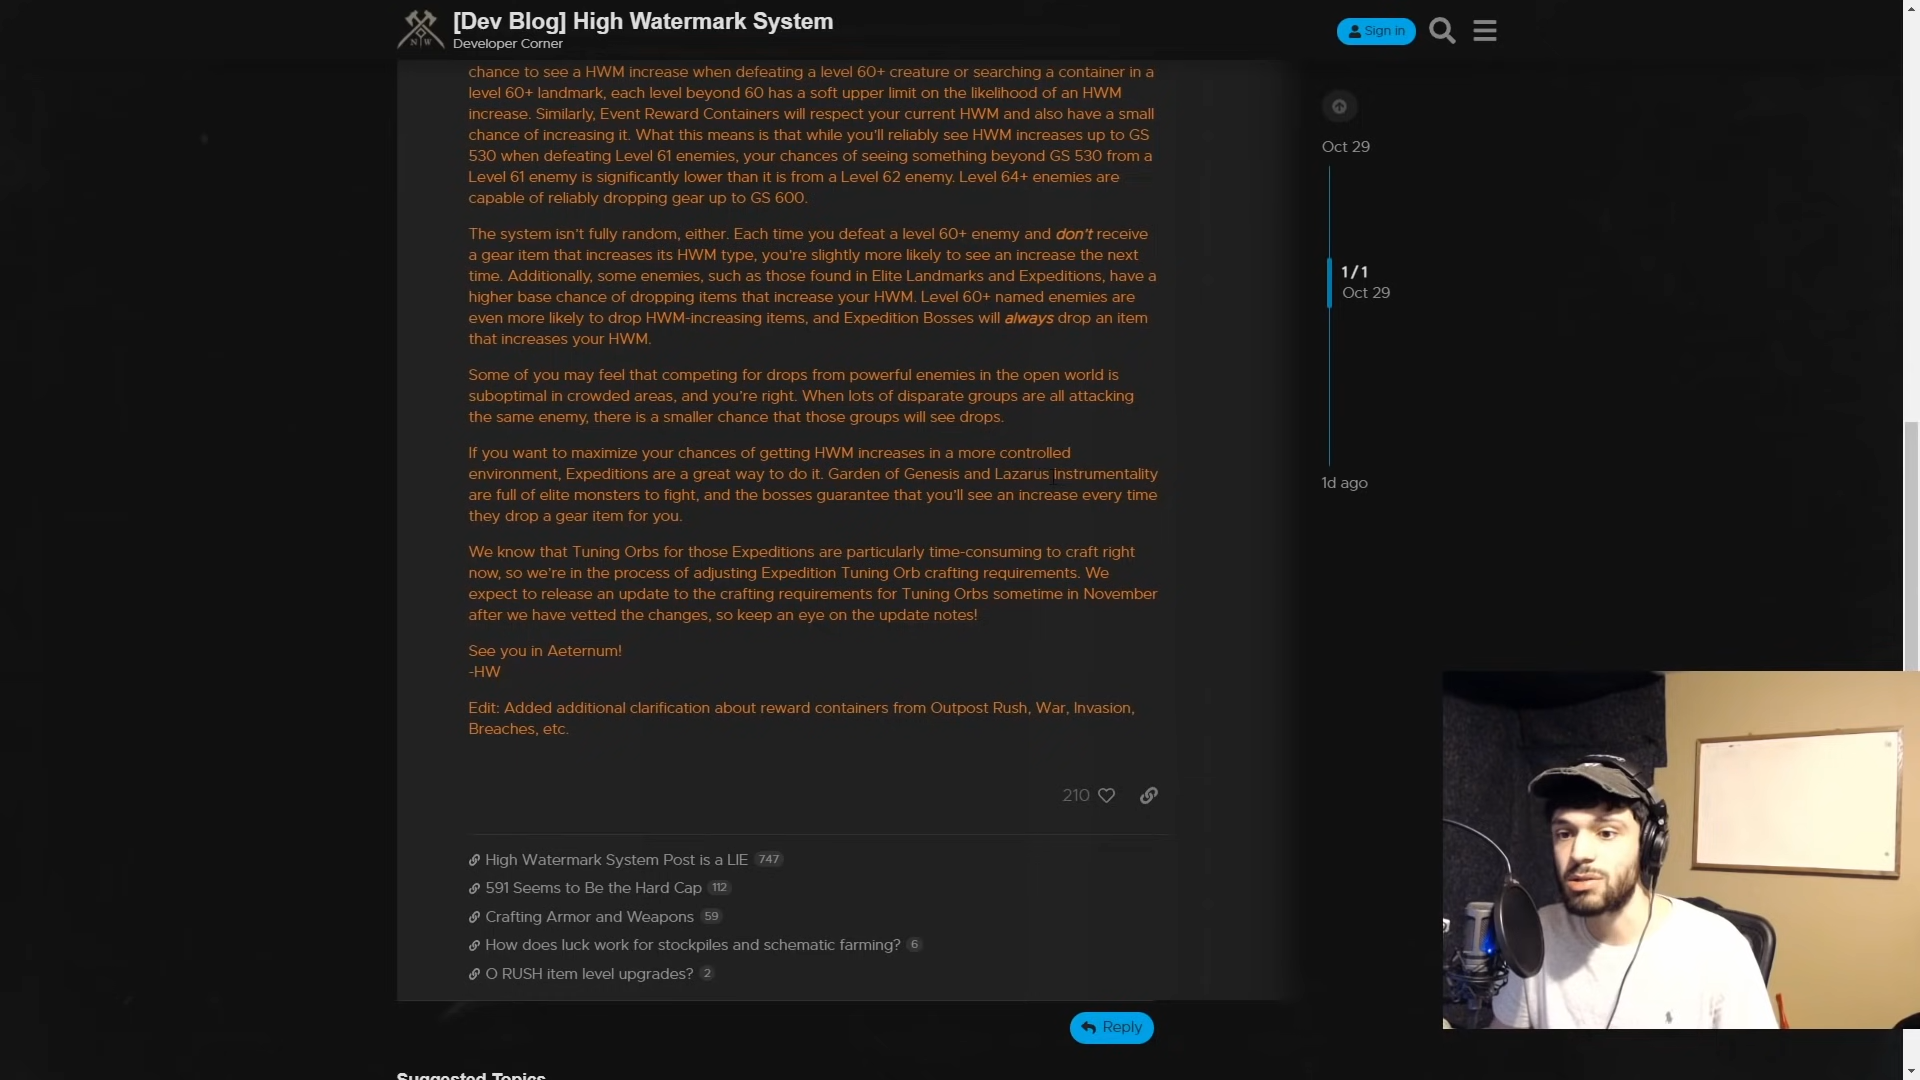 [Dev Blog] High Watermark System
Developer Corner
Sign in
chance to see a HWM increase when defeating a level 60+ creature or searching a container in a
level 60+ landmark, each level beyond 60 has a soft upper limit on the likelihood of an HWM
increase. Similarly, Event Reward Containers will respect your current HWM and also have a small
chance of increasing it. What this means is that while you'll reliably see HWM increases up to GS
530 when defeating Level 61 enemies, your chances of seeing something beyond GS 530 from a
Level 61 enemy is significantly lower than it is from a Level 62 enemy. Level 64+ enemies are
capable of reliably dropping gear up to GS 600.
The system isn't fully random, either. Each time you defeat a level 60+ enemy and don't receive
a gear item that increases its HWM type, you're slightly more likely to see an increase the next
time. Additionally, some enemies, such as those found in Elite Landmarks and Expeditions, have a
higher base chance of dropping items that increase your HWM. Level 60+ named enemies are
even more likely to drop HWM-increasing items, and Expedition Bosses will always drop an item
that increases your HWM.
Some of you may feel that competing for drops from powerful enemies in the open world is
suboptimal in crowded areas, and you're right. When lots of disparate groups are all attacking
the same enemy, there is a smaller chance that those groups will see drops.
If you want to maximize your chances of getting HWM increases in a more controlled
environment, Expeditions are a great way to do it. Garden of Genesis and Lazarus Instrumentality
are full of elite monsters to fight, and the bosses guarantee that you'll see an increase every time
they drop a gear item for you.
We know that Tuning Orbs for those Expeditions are particularly time-consuming to craft right
now, so we're in the process of adjusting Expedition Tuning Orb crafting requirements. We
expect to release an update to the crafting requirements for Tuning Orbs sometime in November
after we have vetted the changes, so keep an eye on the update notes!
See you in Aeternum!
-HW
Edit: Added additional clarification about reward containers from Outpost Rush, War, Invasion,
Breaches, etc.
210
High Watermark System Post is a LIE 747
591 Seems to Be the Hard Cap 112
Crafting Armor and Weapons 59
How does luck work for stockpiles and schematic farming? 6
O RUSH item level upgrades? 2
Reply
Suggested Topics
Oct 29
1 / 1
Oct 29
1d ago
N W